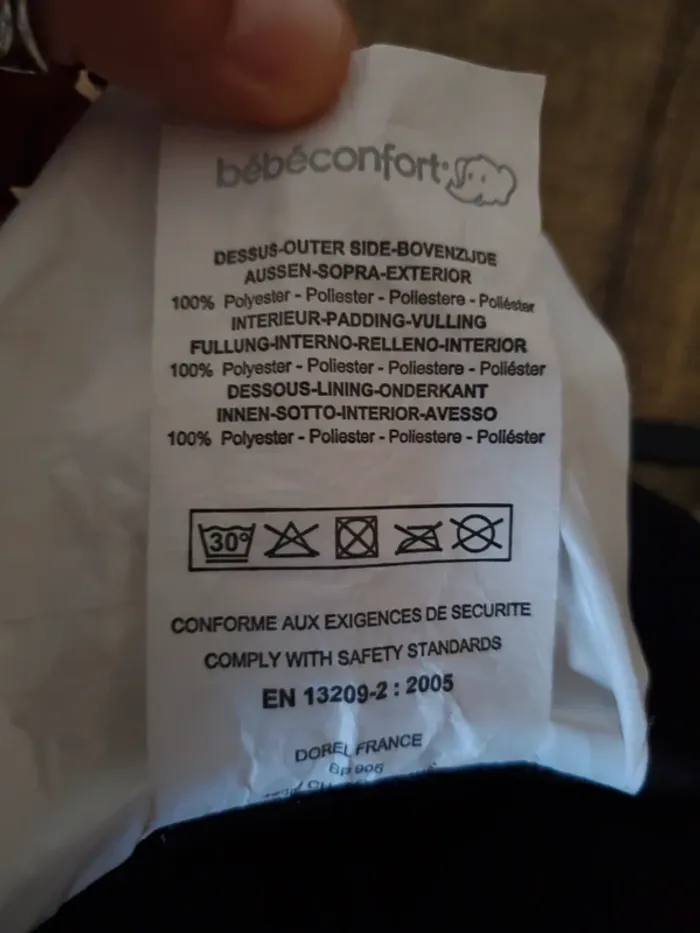 bébéconfort
DESSUS-OUTER SIDE-BOVENZIJDE
AUSSEN-SOPRA-EXTERIOR
100% Polyester - Poliester - Poliestere - Poliéster
INTERIEUR-PADDING-VULLING
FULLUNG-INTERNO-RELLENO-INTERIOR
100% Polyester - Poliester - Poliestere - Poliéster
DESSOUS-LINING-ONDERKANT
INNEN-SOTTO-INTERIOR-AVESSO
100% Polyester - Poliester - Poliestere - Poliéster
30°
CONFORME AUX EXIGENCES DE SECURITE
COMPLY WITH SAFETY STANDARDS
EN 13209-2 : 2005
DOREL FRANCE
Bp 905